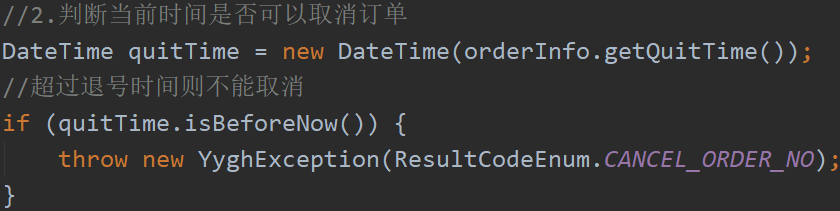 //2.判断当前时间是否可以取消订单
DateTime quitTime = new DateTime(orderInfo.getQuitTime());
//超过退号时间则不能取消
if (quitTime.isBeforeNow()) {
    throw new YyghException(ResultCodeEnum.CANCEL_ORDER_NO);
}